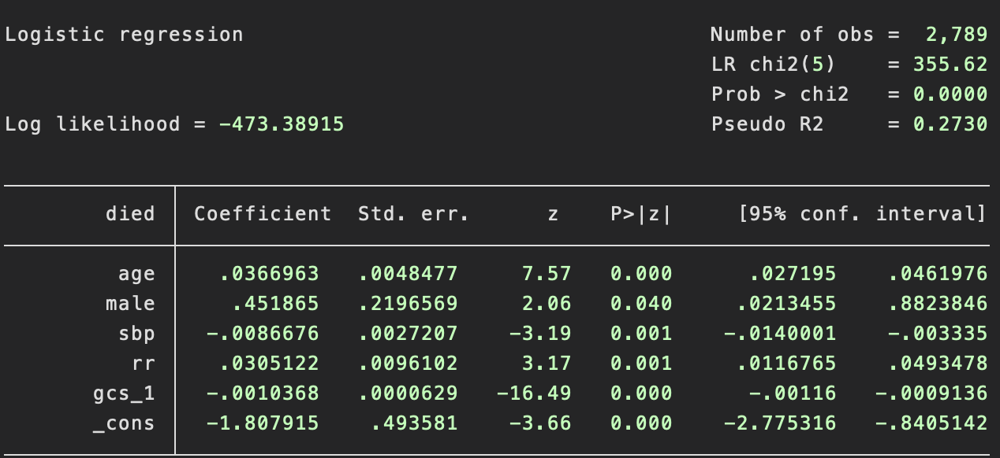 Logistic regression Number of obs = 2,789
LR chi2(5) = 355.62
Prob > chi2 = 0.0000
Log likelihood = -473.38915 Pseudo R2 = 0.2730
died Coefficient Std. err. z P>|z| [95% conf. interval]
age .0366963 .0048477 7.57 0.000 .027195 .0461976
male .451865 .2196569 2.06 0.040 .0213455 .8823846
sbp -.0086676 .0027207 -3.19 0.001 -.0140001 -.003335
rr .0305122 .0096102 3.17 0.001 .0116765 .0493478
gcs_1 -.0010368 .0000629 -16.49 0.000 -.00116 -.0009136
_cons -1.807915 .493581 -3.66 0.000 -2.775316 -.8405142